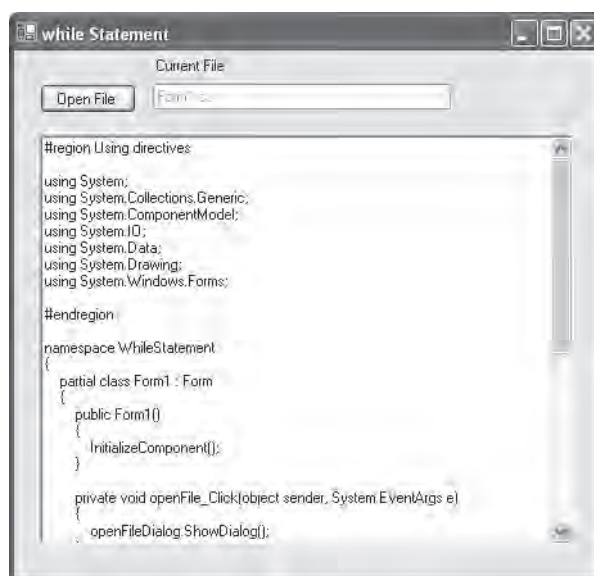 while Statement
Current File
Open File
#region Using directives
using System;
using System.Collections.Generic;
using System.ComponentModel;
using System.IO;
using System.Data;
using System.Drawing;
using System.Windows.Forms;
#endregion
namespace WhileStatement
{
partial class Form1 : Form
{
public Form1()
{
InitializeComponent();
}
private void openFile_Click(object sender, System.EventArgs e)
{
openFileDialog.ShowDialog();